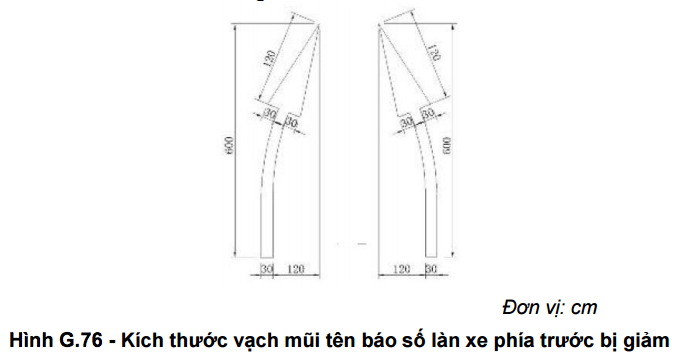 120 120
30 30 30 30
600 600
30 120 120 30
Đơn vị: cm
Hình G.76 - Kích thước vạch mũi tên báo số làn xe phía trước bị giảm